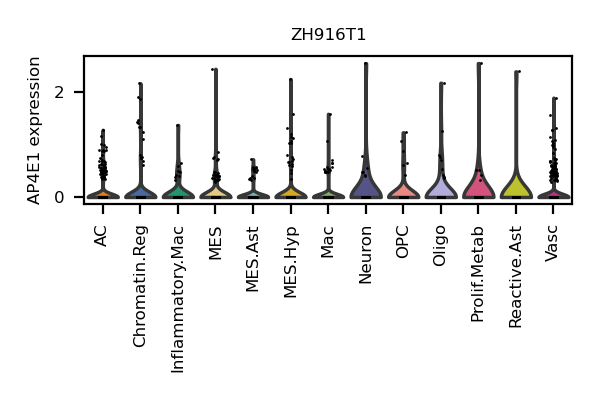 ZH916T1
AP4E1 expression
2
0
AC
Chromatin.Reg
Inflammatory.Mac
MES
MES.Ast
MES.Hyp
Mac
Neuron
OPC
Oligo
Prolif.Metab
Reactive.Ast
Vasc